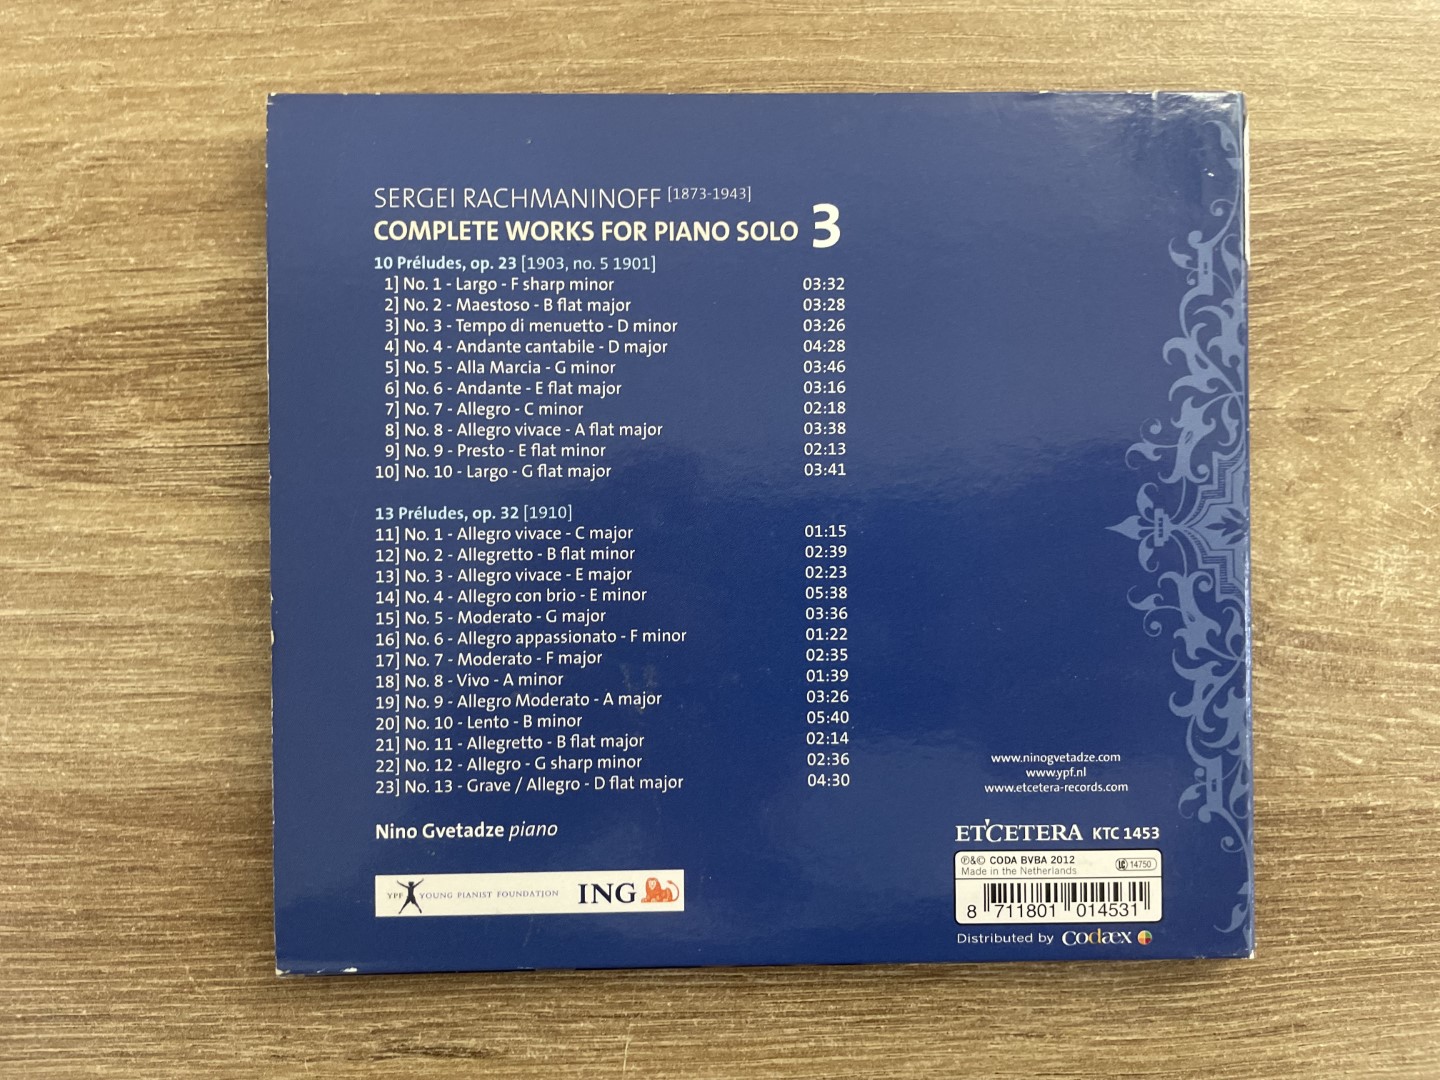 SERGEI RACHMANINOFF [1873-1943]
COMPLETE WORKS FOR PIANO SOLO 3
10 Préludes, op. 23 [1903, no. 5 1901]
1] No. 1 - Largo - F sharp minor 03:32
2] No. 2 - Maestoso - B flat major 03:28
3] No. 3 - Tempo di menuetto - D minor 03:26
4] No. 4 - Andante cantabile - D major 04:28
5] No. 5 - Alla Marcia - G minor 03:46
6] No. 6 - Andante - E flat major 03:16
7] No. 7 - Allegro - C minor 02:18
8] No. 8 - Allegro vivace - A flat major 03:38
9] No. 9 - Presto - E flat minor 02:13
10] No. 10 - Largo - G flat major 03:41
13 Préludes, op. 32 [1910]
11] No. 1 - Allegro vivace - C major 01:15
12] No. 2 - Allegretto - B flat minor 02:39
13] No. 3 - Allegro vivace - E major 02:23
14] No. 4 - Allegro con brio - E minor 05:38
15] No. 5 - Moderato - G major 03:36
16] No. 6 - Allegro appassionato - F minor 01:22
17] No. 7 - Moderato - F major 02:35
18] No. 8 - Vivo - A minor 01:39
19] No. 9 - Allegro Moderato - A major 03:26
20] No. 10 - Lento - B minor 05:40
21] No. 11 - Allegretto - B flat major 02:14
22] No. 12 - Allegro - G sharp minor 02:36
23] No. 13 - Grave / Allegro - D flat major 04:30
Nino Gvetadze piano
YPF YOUNG PIANIST FOUNDATION ING
www.ninogvetadze.com
www.ypf.nl
www.etcetera-records.com
ET'CETERA KTC 1453
℗&© CODA BVBA 2012 LC 14750
Made in the Netherlands
8 711801 014531
Distributed by Codæx